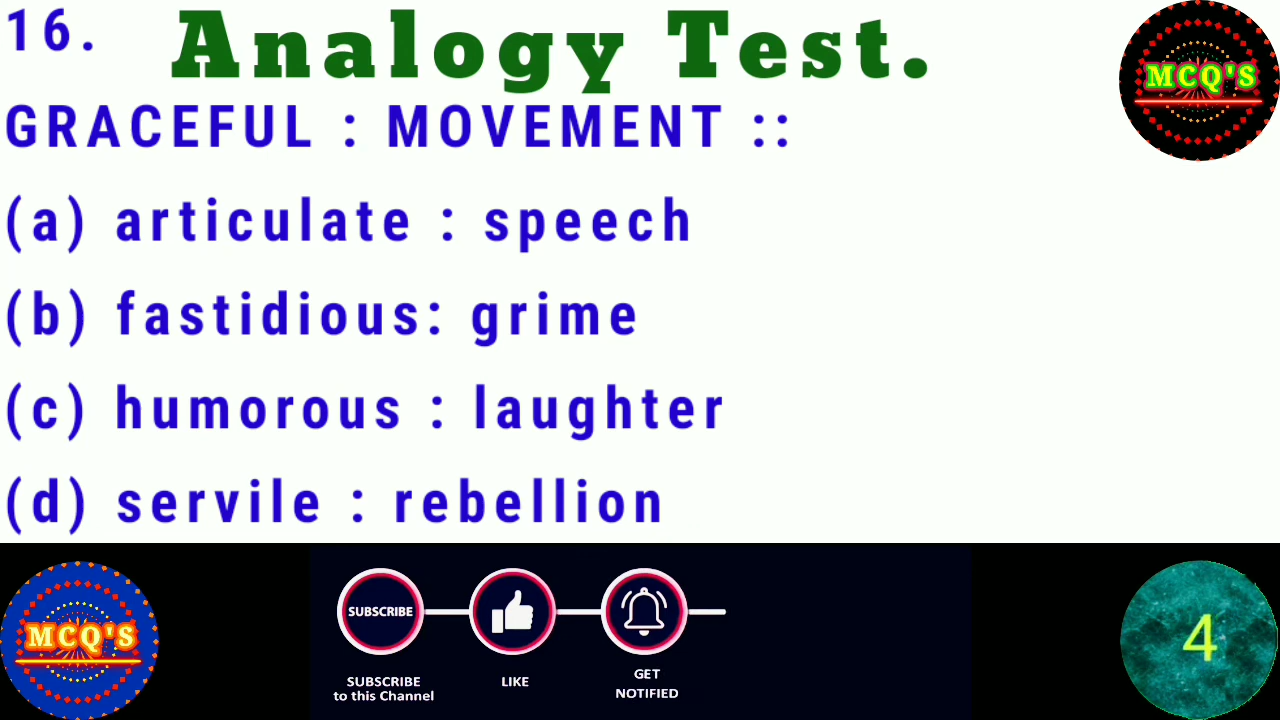 16.
Analogy Test.
MCQ'S
GRACEFUL : MOVEMENT ::
(a) articulate : speech
(b) fastidious: grime
(c) humorous : laughter
(d) servile : rebellion
MCQ'S
SUBSCRIBE
SUBSCRIBE
to this Channel
LIKE
GET
NOTIFIED
4